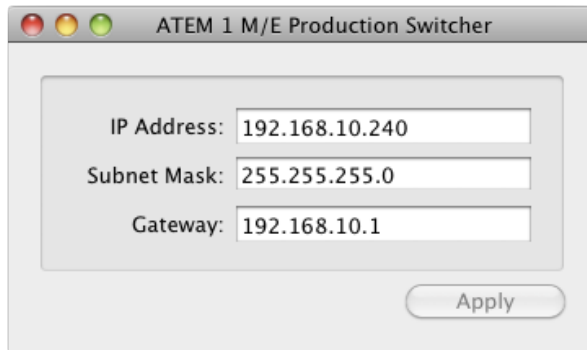 ATEM 1 M/E Production Switcher
IP Address: 192.168.10.240
Subnet Mask: 255.255.255.0
Gateway: 192.168.10.1
Apply